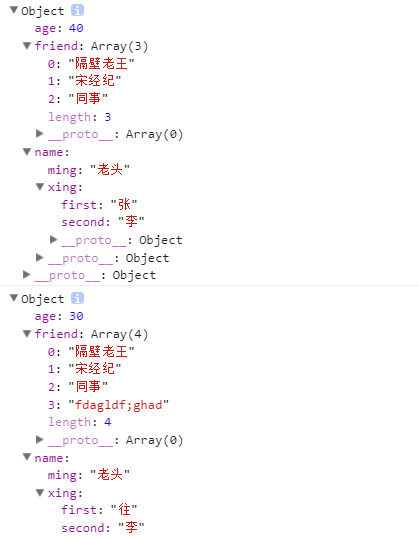 ▼Object i
age: 40
▼friend: Array(3)
0: "隔壁老王"
1: "宋经纪"
2: "同事"
length: 3
▶__proto__: Array(0)
▼name:
ming: "老头"
▼xing:
first: "张"
second: "李"
▶__proto__: Object
▶__proto__: Object
▶__proto__: Object
▼Object i
age: 30
▼friend: Array(4)
0: "隔壁老王"
1: "宋经纪"
2: "同事"
3: "fdagldf;ghad"
length: 4
▶__proto__: Array(0)
▼name:
ming: "老头"
▼xing:
first: "往"
second: "李"